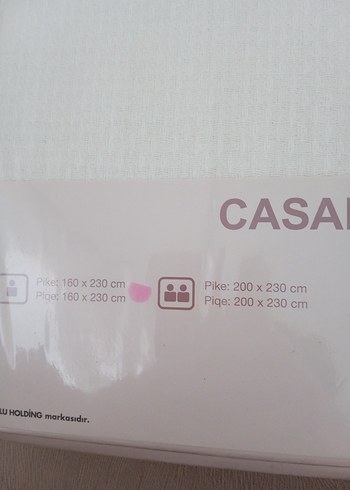 CASA
Pike: 160 x 230 cm
Piqe: 160 x 230 cm
Pike: 200 x 230 cm
Piqe: 200 x 230 cm
LU HOLDİNG markasıdır.